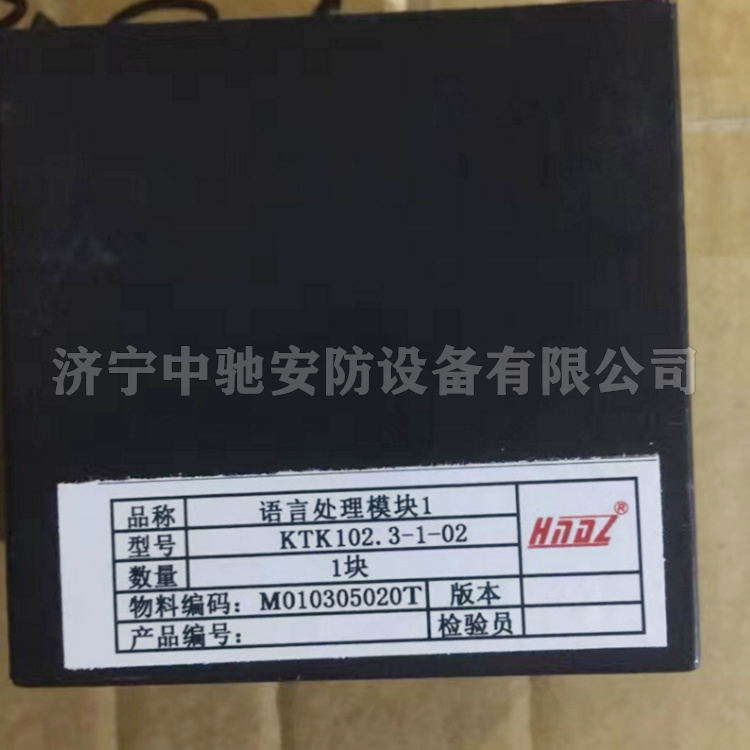 济宁中驰安防设备有限公司
品称 语言处理模块1
型号 KTK102.3-1-02
数量 1块
物料编码: M010305020T 版本
产品编号: 检验员
HADZ®